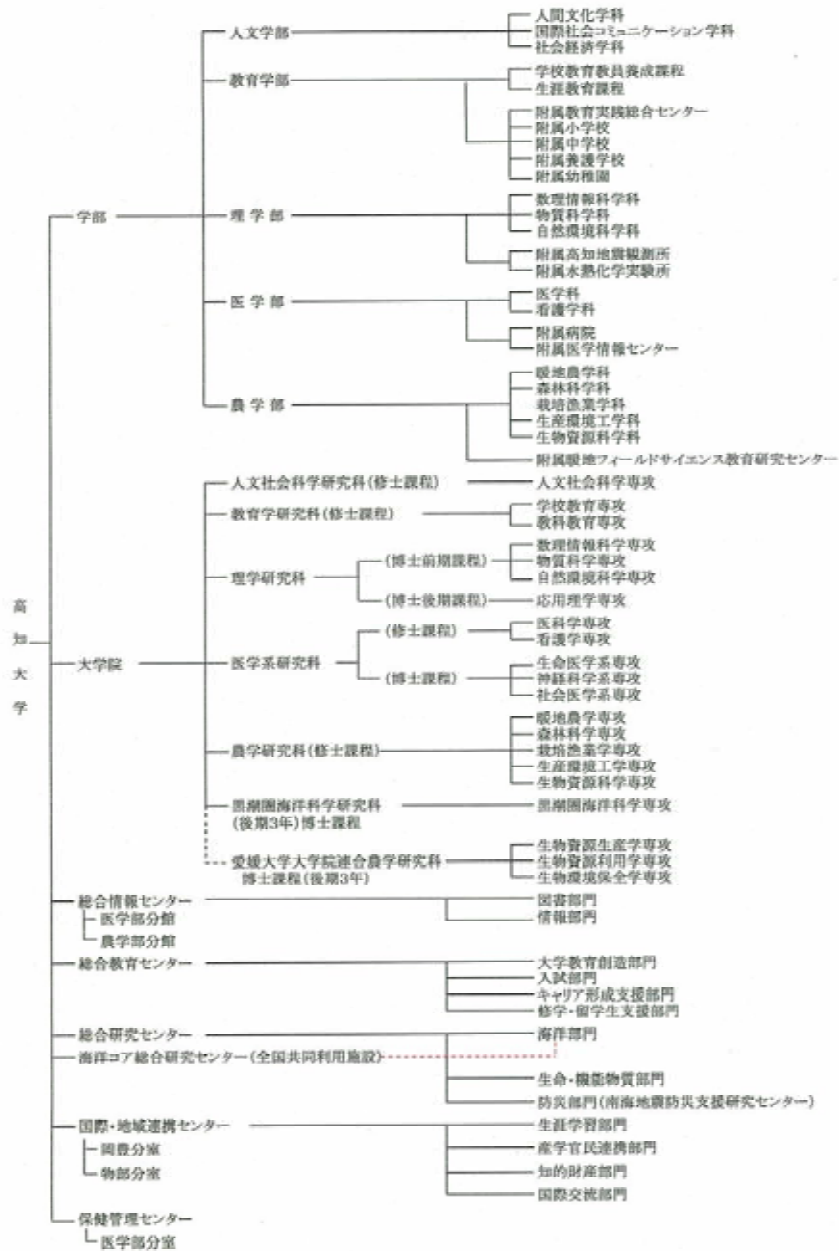 高知大学
学部
人文学部
人間文化学科
国際社会コミュニケーション学科
社会経済学科
教育学部
学校教育教員養成課程
生涯教育課程
附属教育実践総合センター
附属小学校
附属中学校
附属養護学校
附属幼稚園
理学部
数理情報科学科
物質科学科
自然環境科学科
附属高知地震観測所
附属水熱化学実験所
医学部
医学科
看護学科
附属病院
附属医学情報センター
農学部
暖地農学科
森林科学科
栽培漁業学科
生産環境工学科
生物資源科学科
附属暖地フィールドサイエンス教育研究センター
大学院
人文社会科学研究科(修士課程)
人文社会科学専攻
教育学研究科(修士課程)
学校教育専攻
教科教育専攻
理学研究科
(博士前期課程)
数理情報科学専攻
物質科学専攻
自然環境科学専攻
(博士後期課程)
応用理学専攻
医学系研究科
(修士課程)
医科学専攻
看護学専攻
(博士課程)
生命医学系専攻
神経科学系専攻
社会医学系専攻
農学研究科(修士課程)
暖地農学専攻
森林科学専攻
栽培漁業学専攻
生産環境工学専攻
生物資源科学専攻
黒潮圏海洋科学研究科
(後期3年)博士課程
黒潮圏海洋科学専攻
愛媛大学大学院連合農学研究科
博士課程(後期3年)
生物資源生産学専攻
生物資源利用学専攻
生物環境保全学専攻
総合情報センター
医学部分館
農学部分館
図書部門
情報部門
総合教育センター
大学教育創造部門
入試部門
キャリア形成支援部門
修学・留学生支援部門
総合研究センター
海洋部門
海洋コア総合研究センター(全国共同利用施設)
生命・機能物質部門
防災部門(南海地震防災支援研究センター)
国際・地域連携センター
岡豊分室
物部分室
生涯学習部門
産学官民連携部門
知的財産部門
国際交流部門
保健管理センター
医学部分室